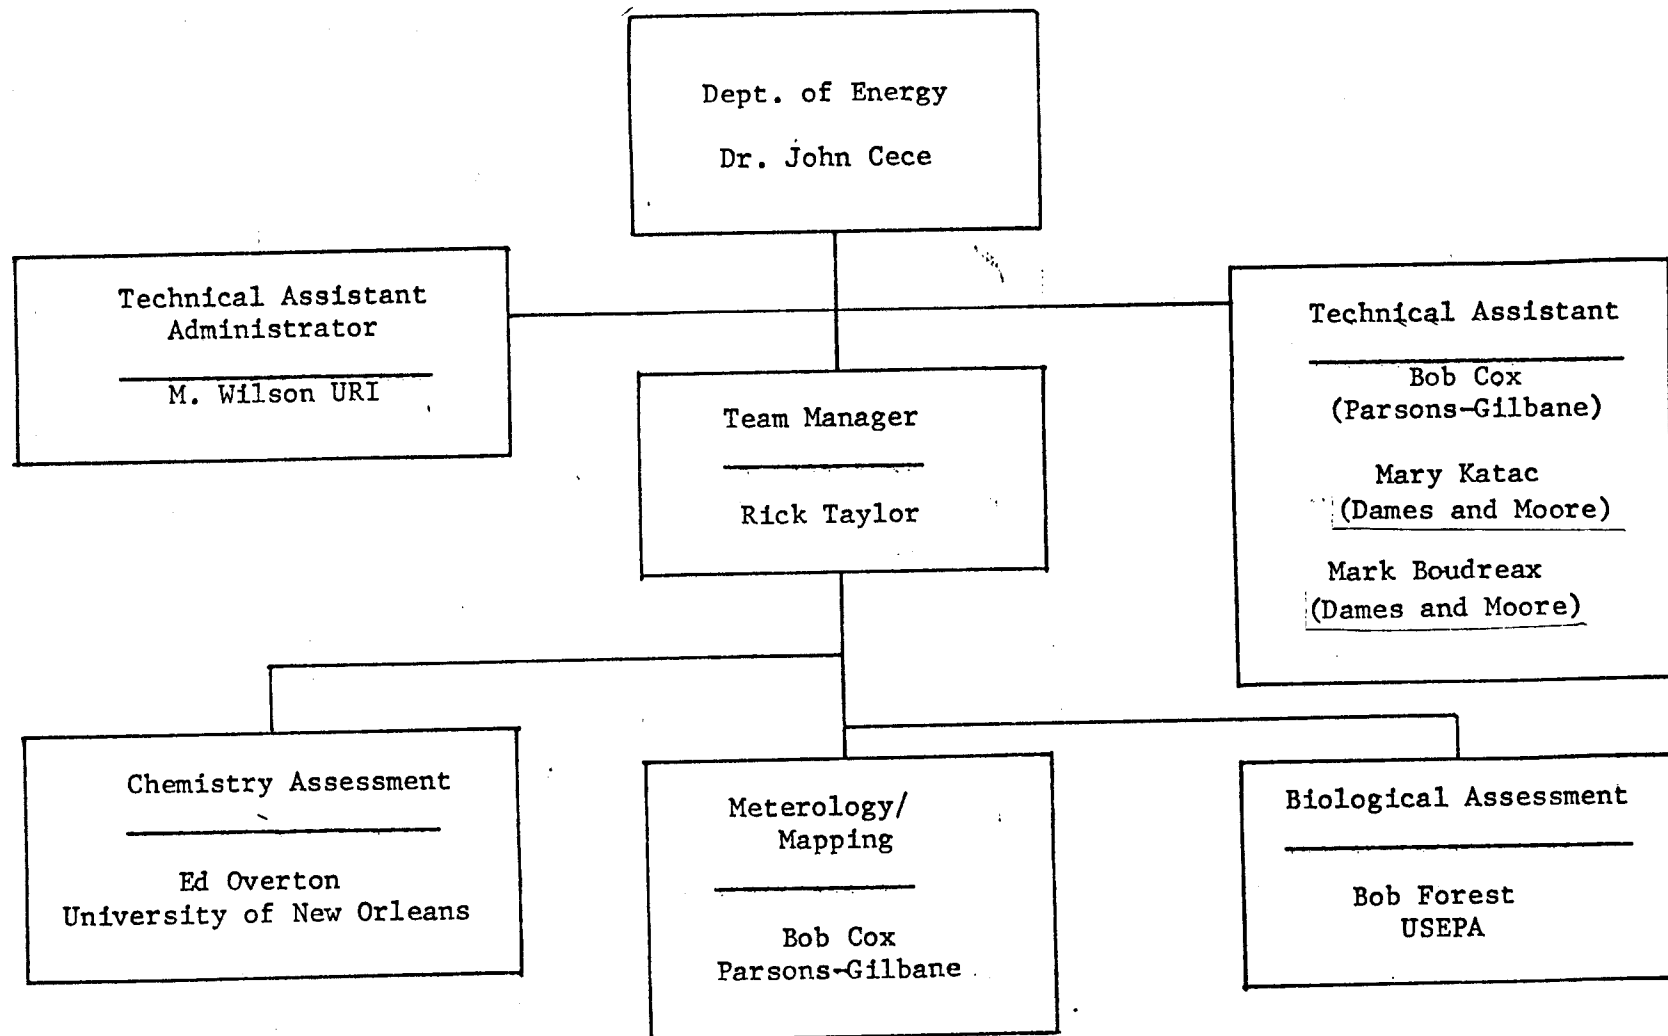 Dept. of Energy
Dr. John Cece
Technical Assistant
Administrator
M. Wilson URI
Team Manager
Rick Taylor
Technical Assistant
Bob Cox
(Parsons-Gilbane)
Mary Katac
(Dames and Moore)
Mark Boudreax
(Dames and Moore)
Chemistry Assessment
Ed Overton
University of New Orleans
Meterology/
Mapping
Bob Cox
Parsons-Gilbane
Biological Assessment
Bob Forest
USEPA